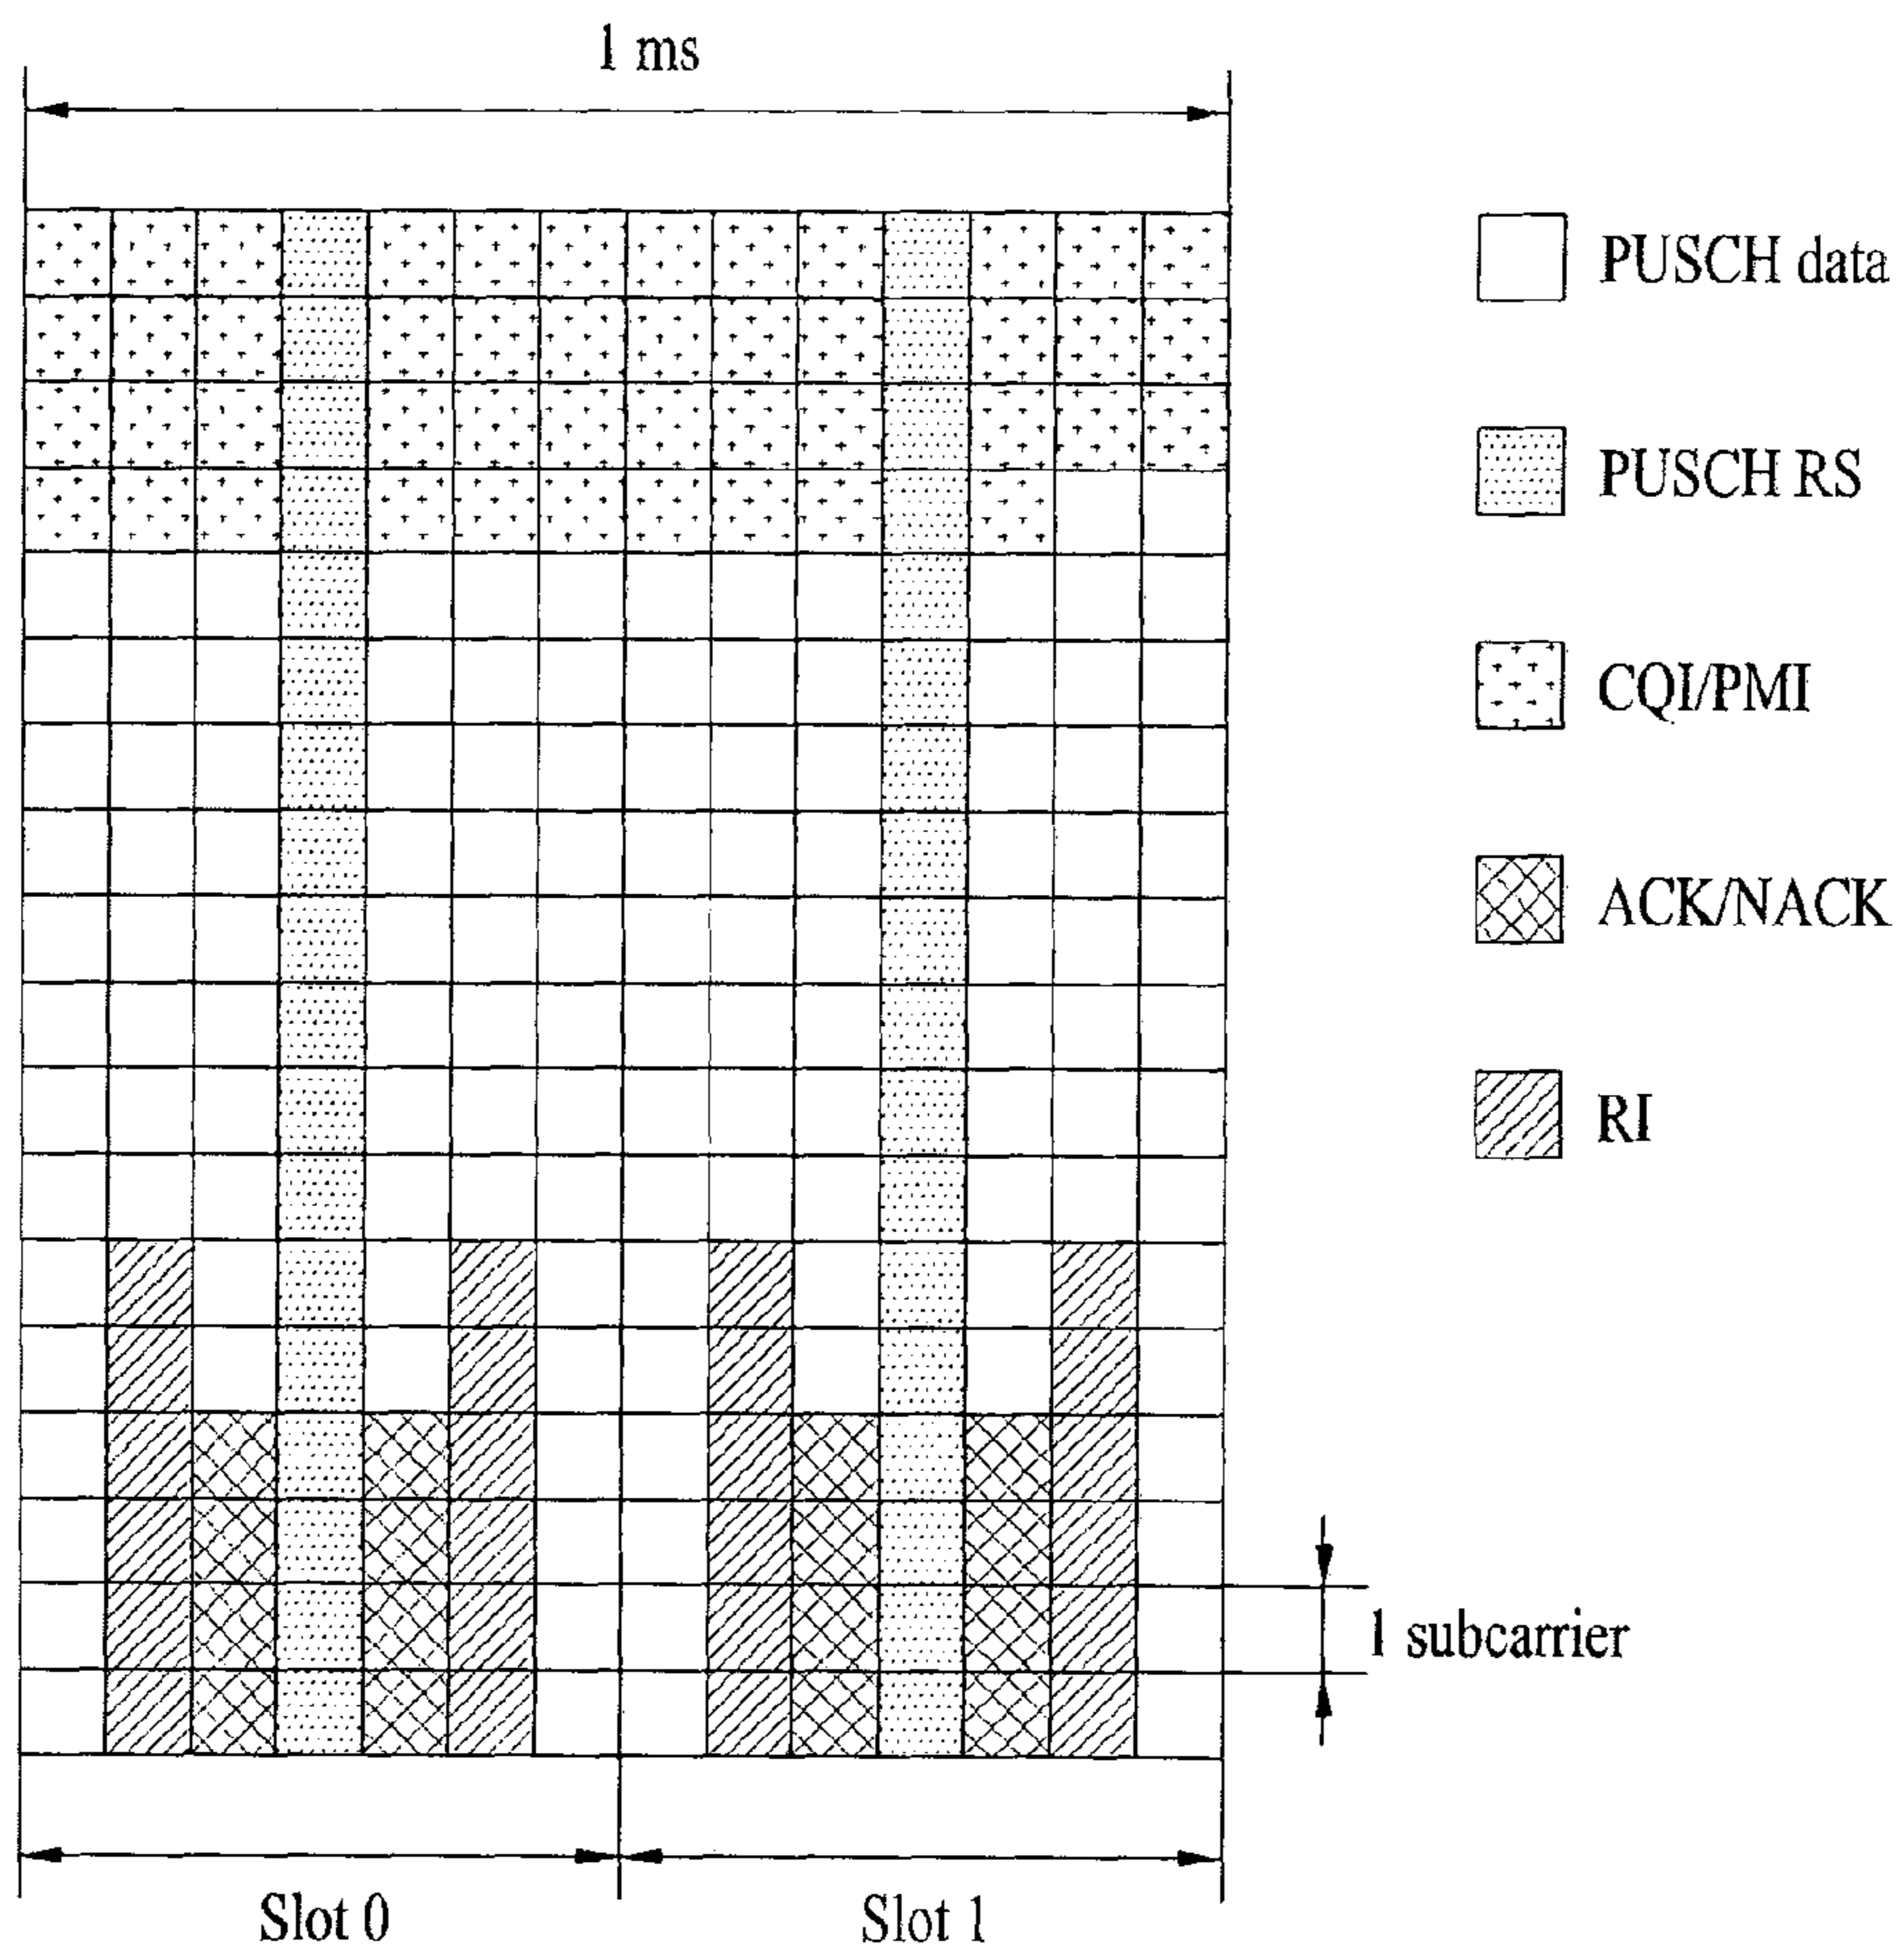 1 ms
PUSCH data
PUSCH RS
CQI/PMI
ACK/NACK
RI
1 subcarrier
Slot 0
Slot 1